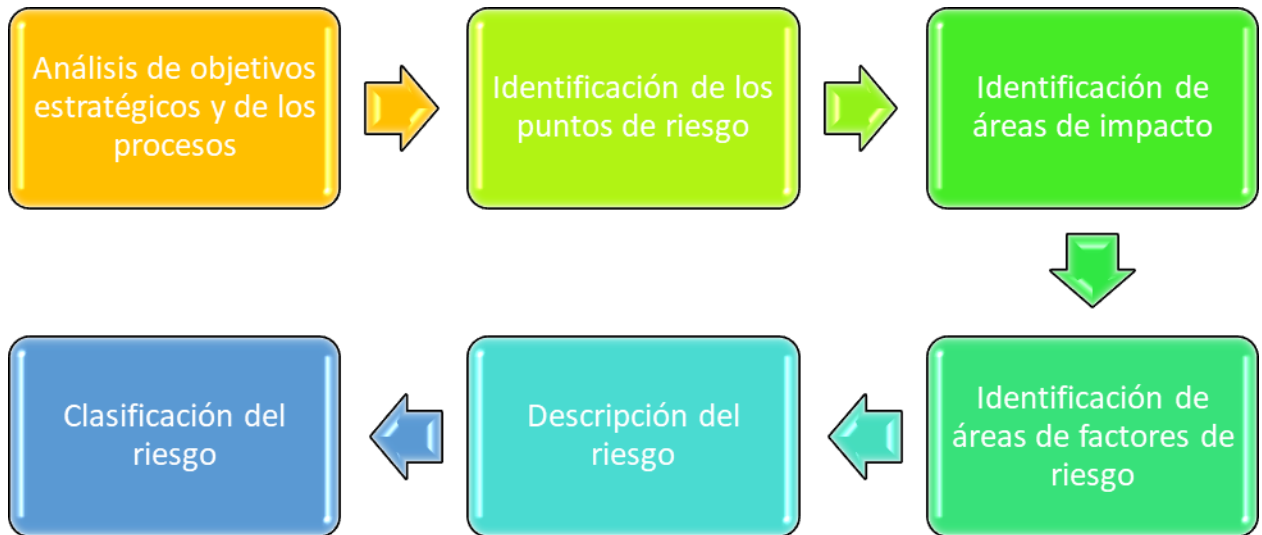 Análisis de objetivos
estratégicos y de los
procesos
Identificación de los
puntos de riesgo
Identificación de
áreas de impacto
Identificación de
áreas de factores de
riesgo
Descripción del
riesgo
Clasificación del
riesgo